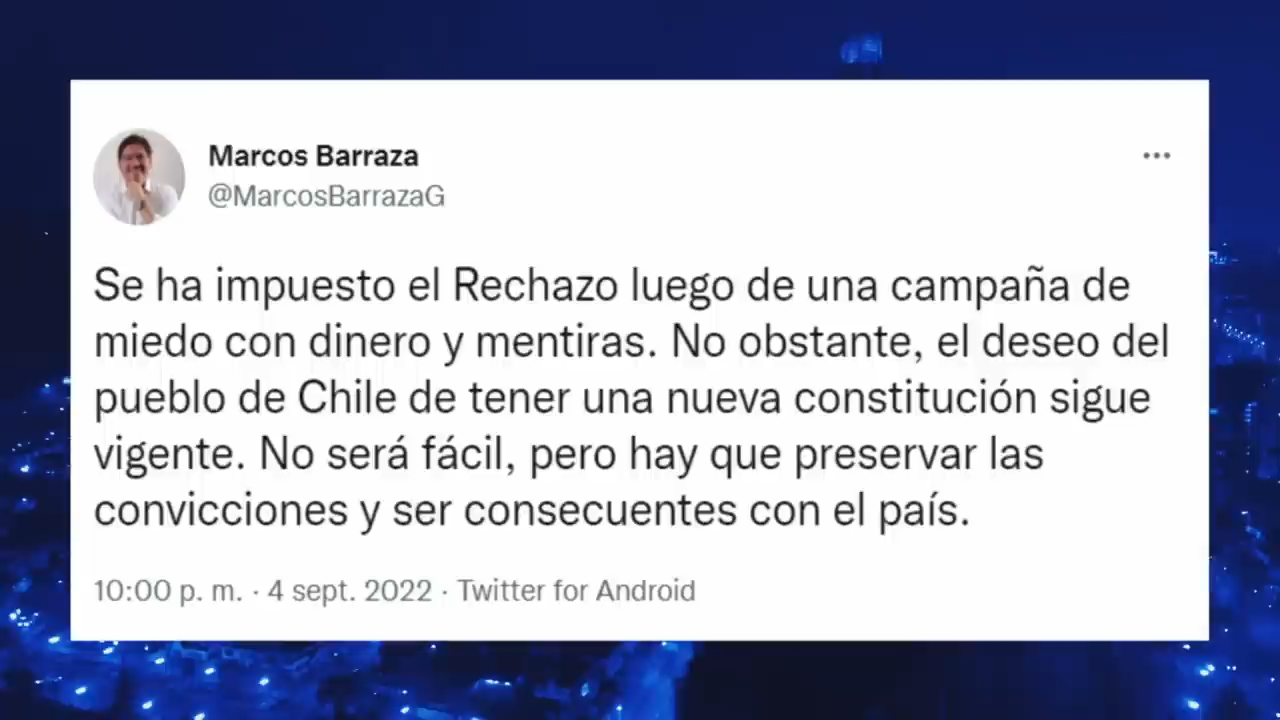 Marcos Barraza
@MarcosBarrazaG
Se ha impuesto el Rechazo luego de una campaña de
miedo con dinero y mentiras. No obstante, el deseo del
pueblo de Chile de tener una nueva constitución sigue
vigente. No será fácil, pero hay que preservar las
convicciones y ser consecuentes con el país.
10:00 p. m. · 4 sept. 2022 · Twitter for Android